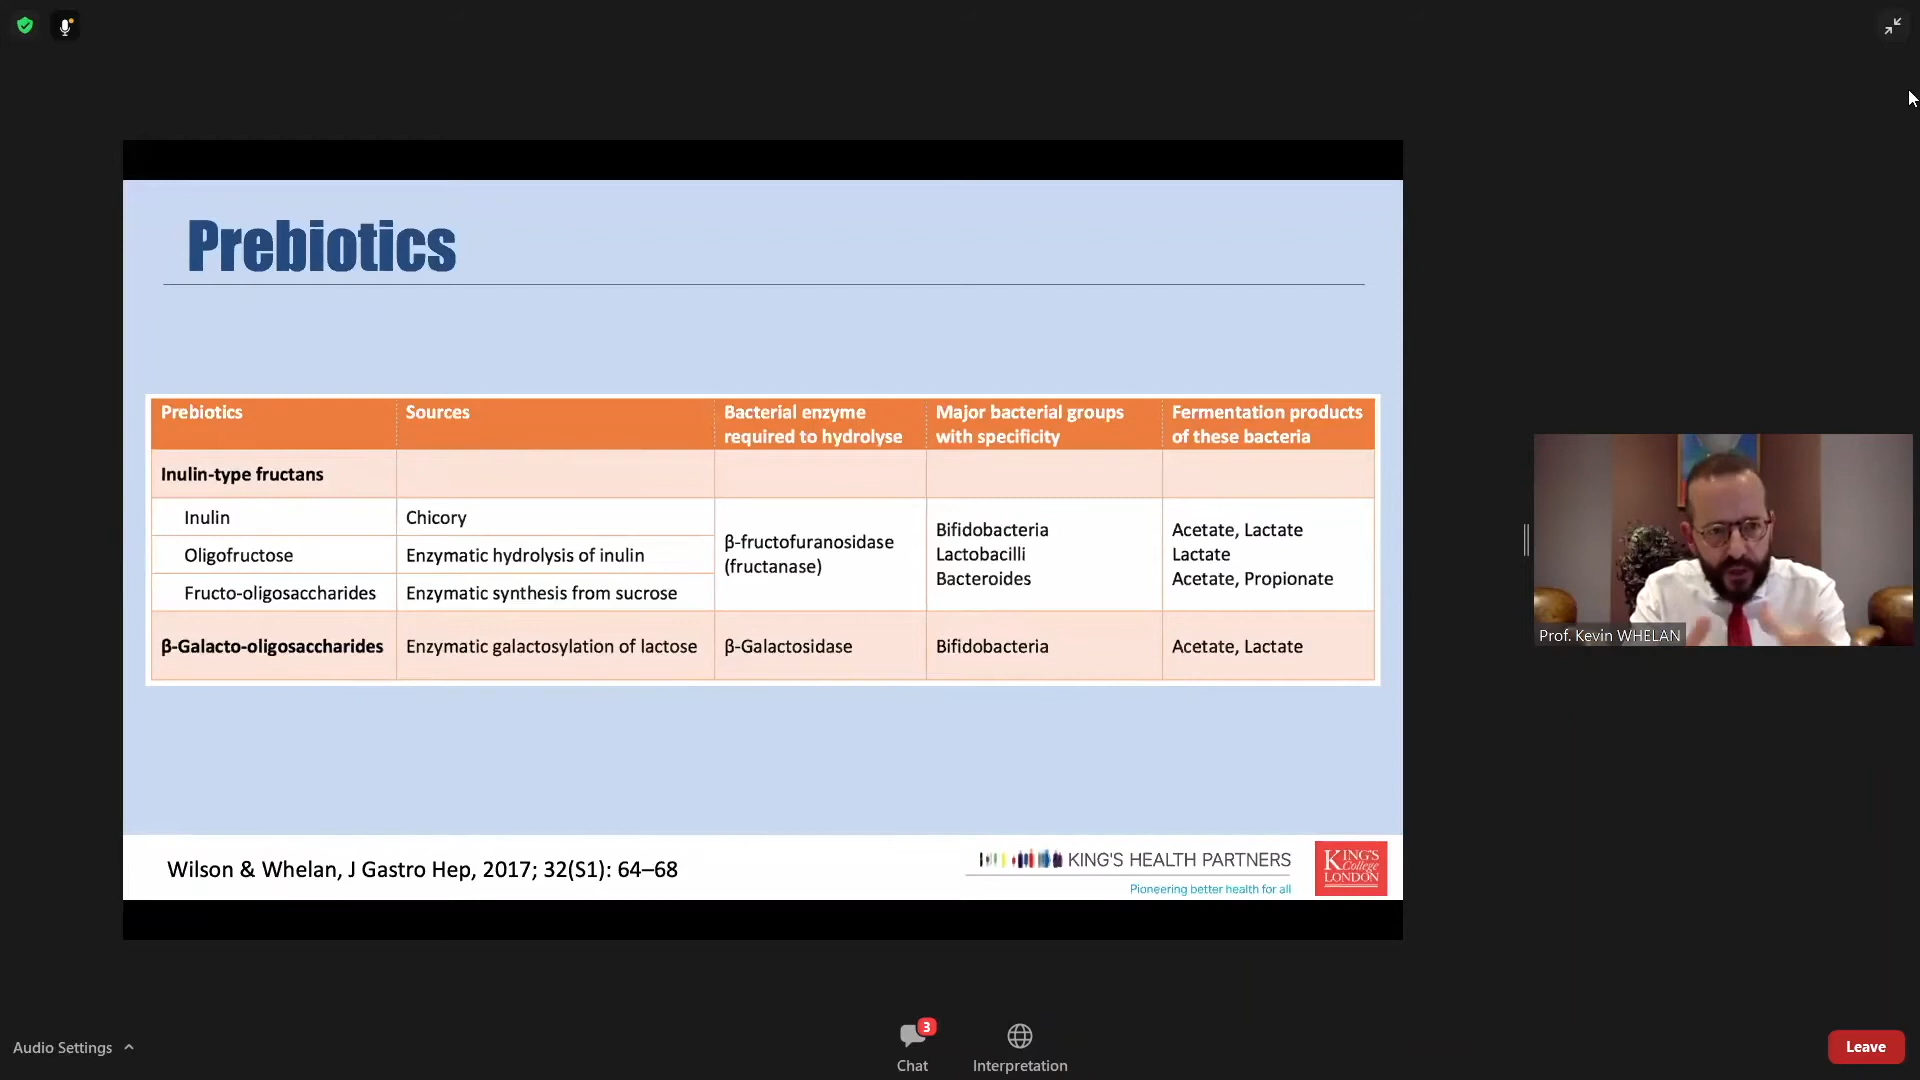 Prebiotics
Prebiotics
Sources
Bacterial enzyme
required to hydrolyse
Major bacterial groups
with specificity
Fermentation products
of these bacteria
Inulin-type fructans
Inulin
Chicory
Oligofructose
Enzymatic hydrolysis of inulin
Fructo-oligosaccharides
Enzymatic synthesis from sucrose
β-fructofuranosidase
(fructanase)
Bifidobacteria
Lactobacilli
Bacteroides
Acetate, Lactate
Lactate
Acetate, Propionate
β-Galacto-oligosaccharides
Enzymatic galactosylation of lactose
β-Galactosidase
Bifidobacteria
Acetate, Lactate
Wilson & Whelan, J Gastro Hep, 2017; 32(S1): 64–68
KING'S HEALTH PARTNERS
Pioneering better health for all
KING'S
College
LONDON
Prof. Kevin WHELAN
Audio Settings
3
Chat
Interpretation
Leave